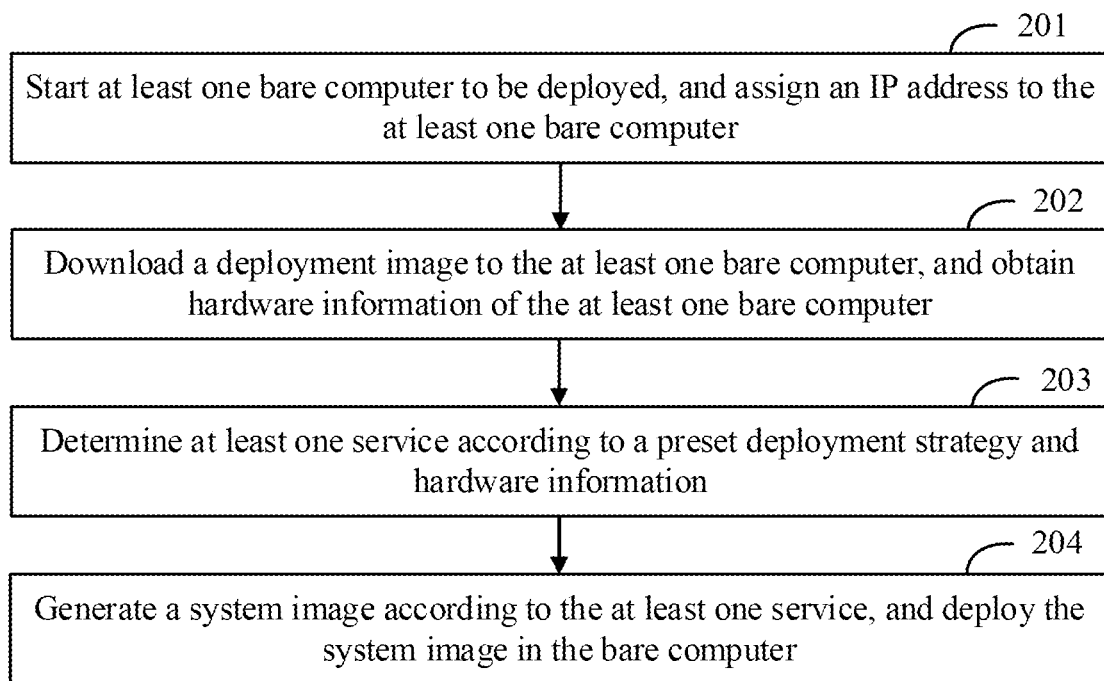 201
Start at least one bare computer to be deployed, and assign an IP address to the
at least one bare computer
202
Download a deployment image to the at least one bare computer, and obtain
hardware information of the at least one bare computer
203
Determine at least one service according to a preset deployment strategy and
hardware information
204
Generate a system image according to the at least one service, and deploy the
system image in the bare computer